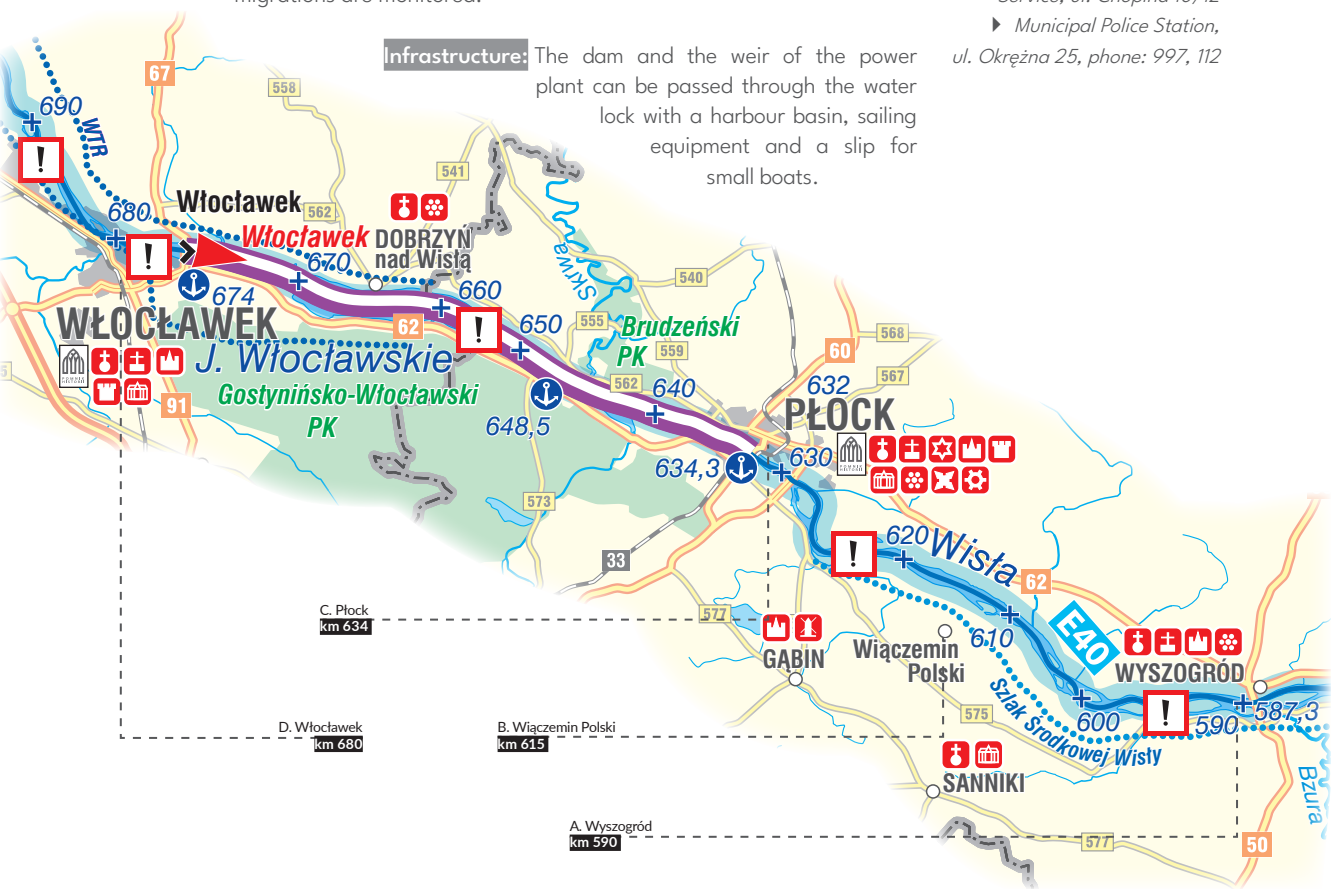 migrations are monitored.
Service, ul. Chopina 10/12
Municipal Police Station,
ul. Okrężna 25, phone: 997, 112
Infrastructure: The dam and the weir of the power
plant can be passed through the water
lock with a harbour basin, sailing
equipment and a slip for
small boats.
67
558
690
WTR
!
541
680
Włocławek
562
Włocławek
DOBRZYŃ
nad Wisłą
!
670
674
660
Skrwa
540
WŁOCŁAWEK
62
!
650
555
Brudzeński
PK
559
568
60
J. Włocławskie
562
640
632
567
Gostynińsko-Włocławski
PK
91
648,5
PŁOCK
634,3
630
573
33
!
620
Wisła
62
C. Płock
km 634
577
GĄBIN
Wiączemin
Polski
610
E40
WYSZOGRÓD
Szlak Środkowej Wisły
575
600
!
590
587,3
D. Włocławek
km 680
B. Wiączemin Polski
km 615
SANNIKI
Bzura
A. Wyszogród
km 590
577
50